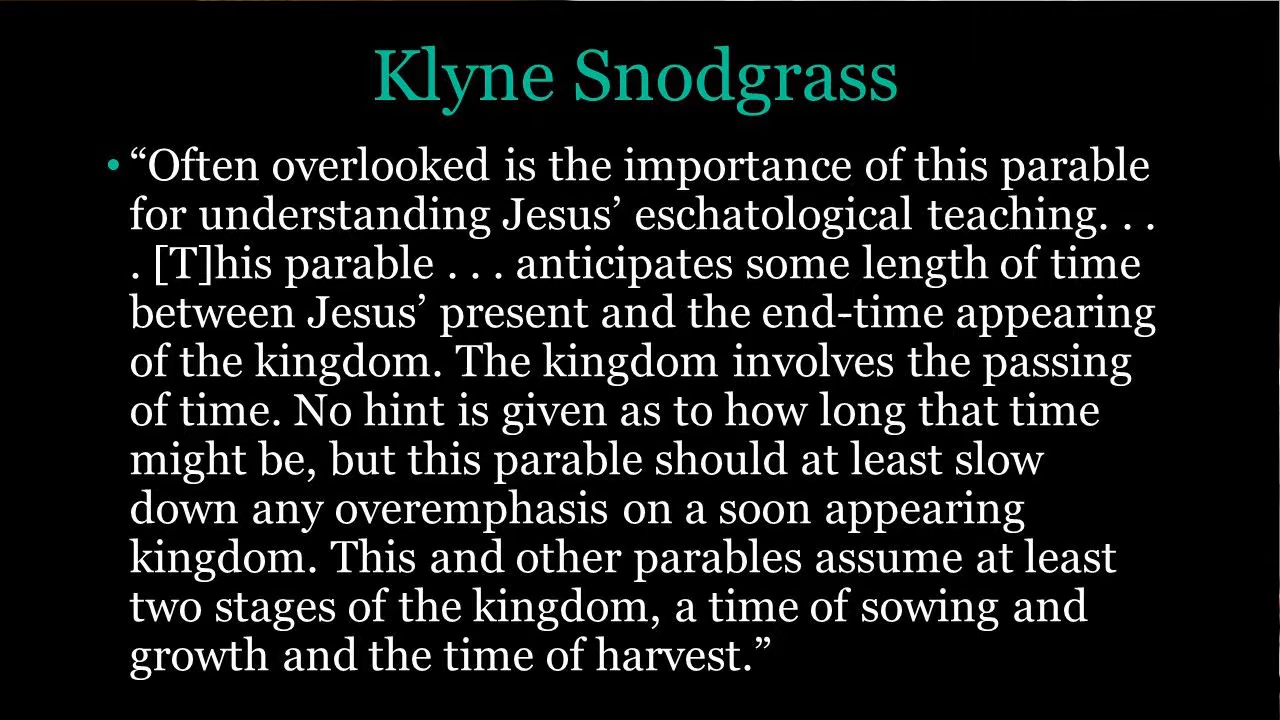 Klyne Snodgrass
• “Often overlooked is the importance of this parable
for understanding Jesus’ eschatological teaching. . .
. [T]his parable . . . anticipates some length of time
between Jesus’ present and the end-time appearing
of the kingdom. The kingdom involves the passing
of time. No hint is given as to how long that time
might be, but this parable should at least slow
down any overemphasis on a soon appearing
kingdom. This and other parables assume at least
two stages of the kingdom, a time of sowing and
growth and the time of harvest.”